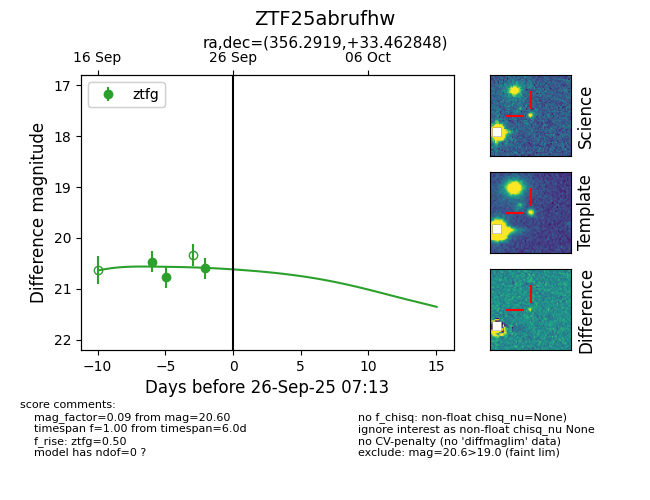 ZTF25abrufhw
ra,dec=(356.2919,+33.462848)
16 Sep
26 Sep
06 Oct
ztfg
17
18
19
20
21
22
Difference magnitude
−10
−5
0
5
10
15
Days before 26-Sep-25 07:13
Science
Template
Difference
score comments:
mag_factor=0.09 from mag=20.60
timespan f=1.00 from timespan=6.0d
f_rise: ztfg=0.50
model has ndof=0 ?
no f_chisq: non-float chisq_nu=None)
ignore interest as non-float chisq_nu None
no CV-penalty (no 'diffmaglim' data)
exclude: mag=20.6>19.0 (faint lim)